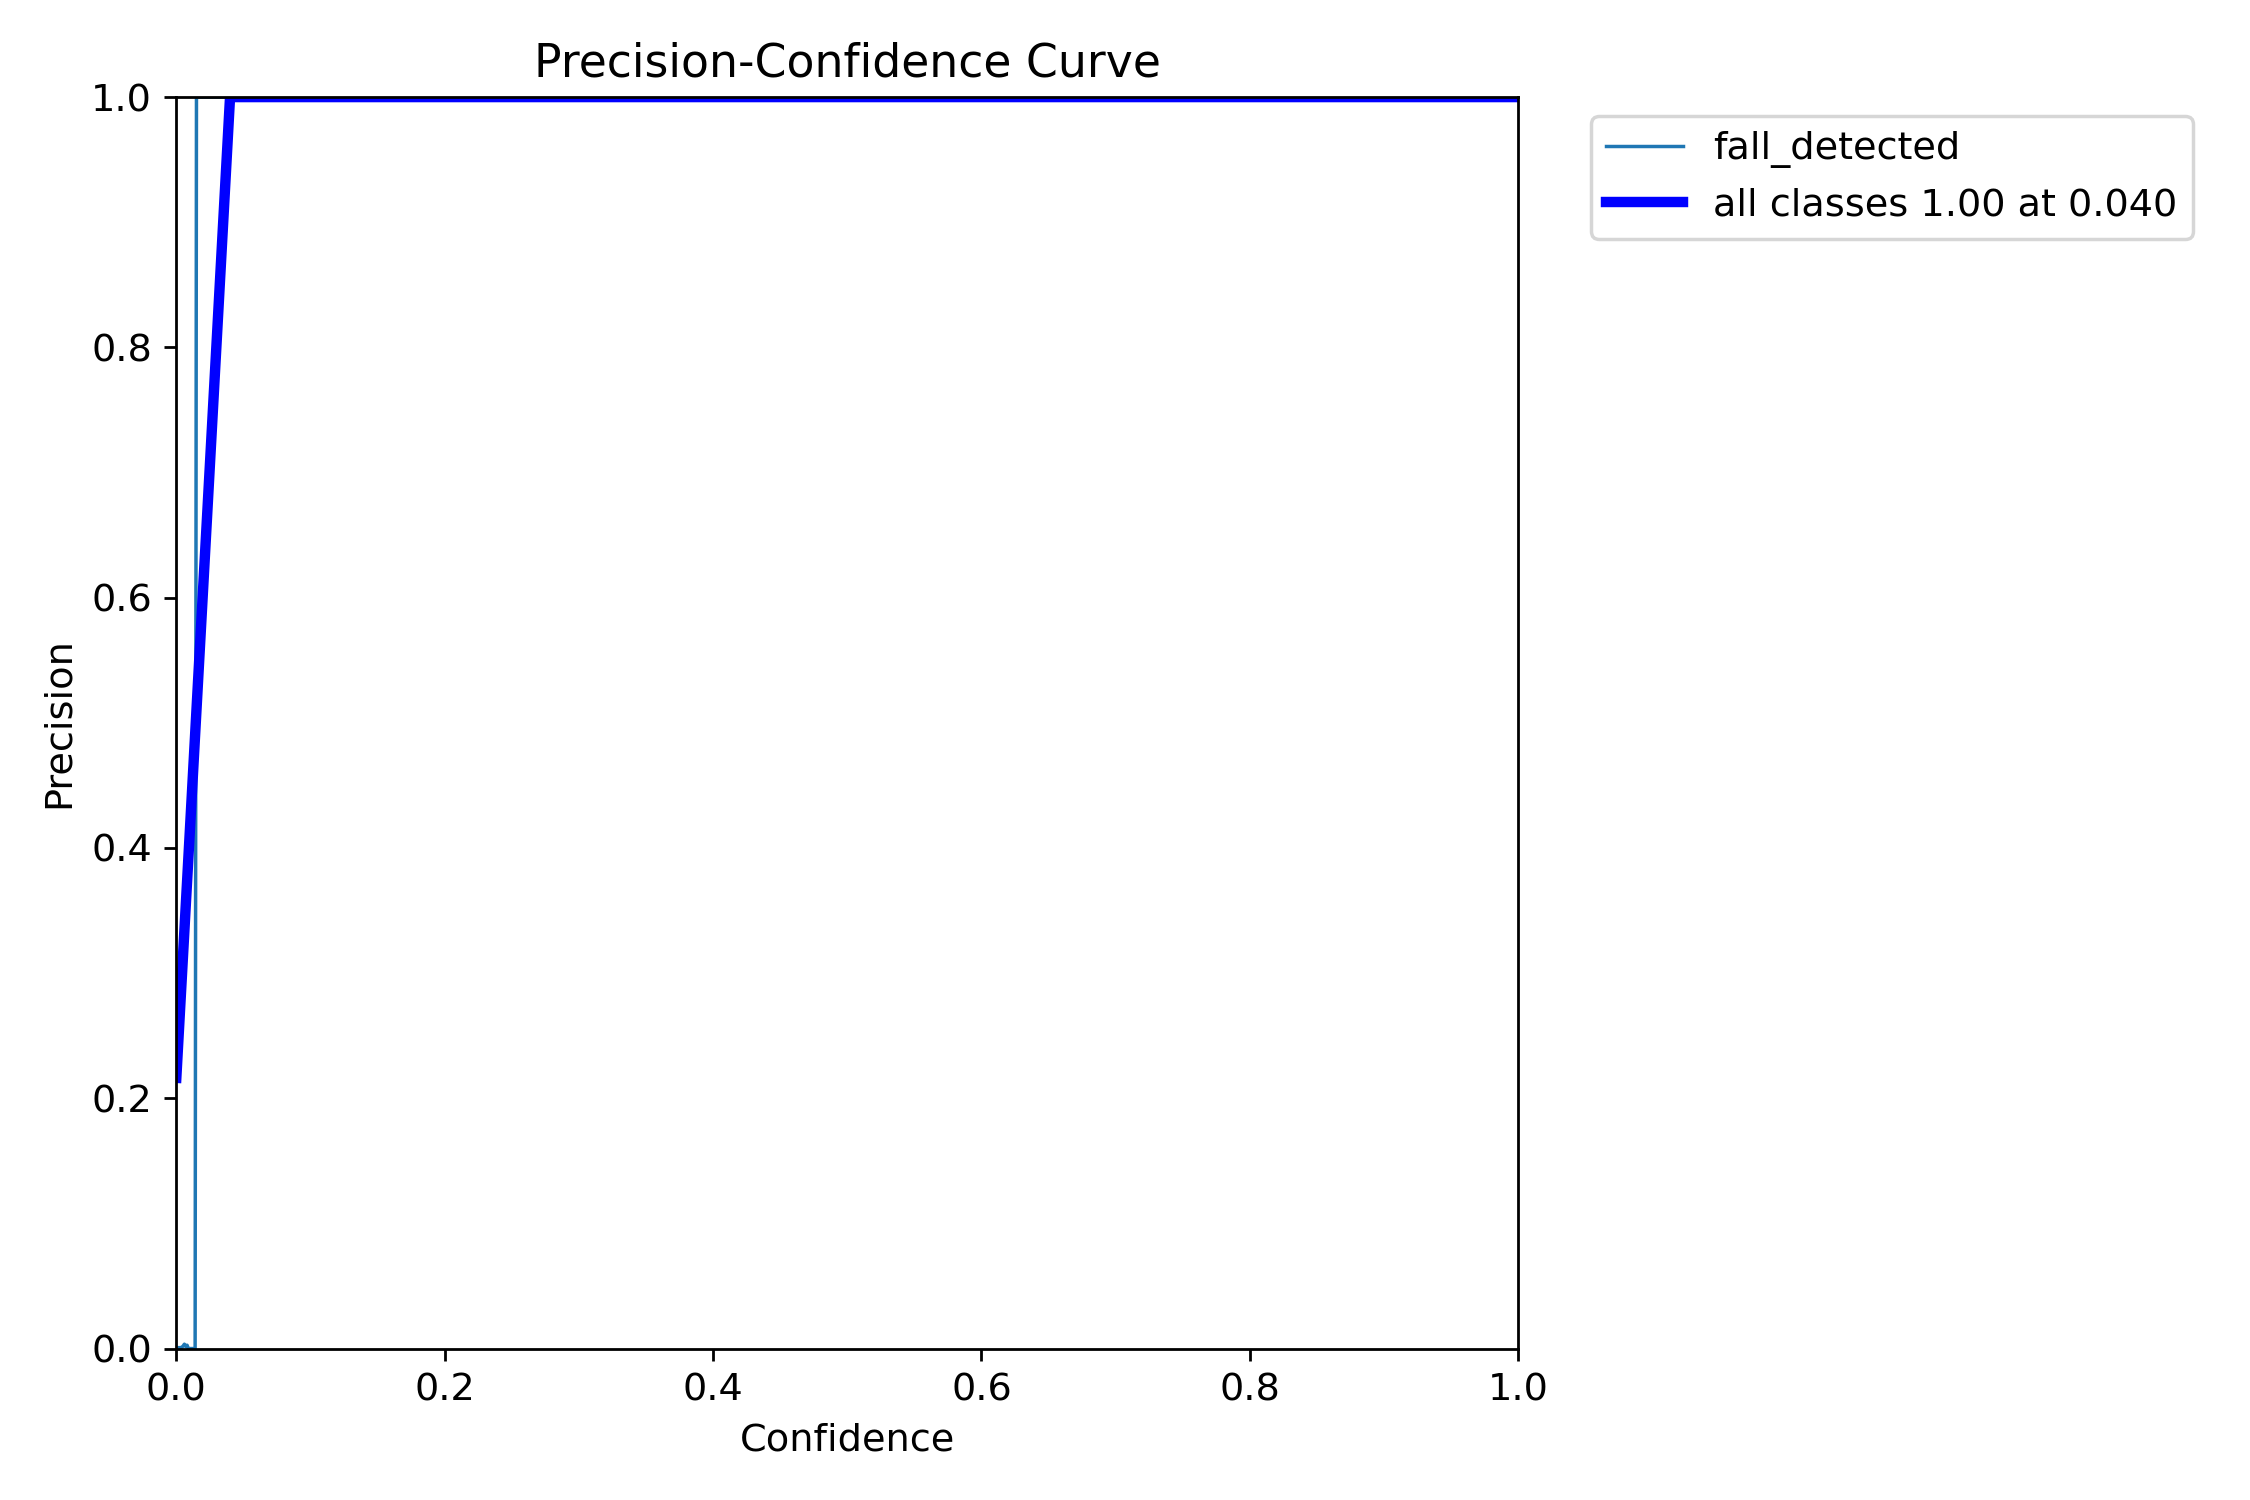 Precision-Confidence Curve
1.0
0.8
0.6
0.4
0.2
0.0
Precision
0.0 0.2 0.4 0.6 0.8 1.0
Confidence
fall_detected
all classes 1.00 at 0.040